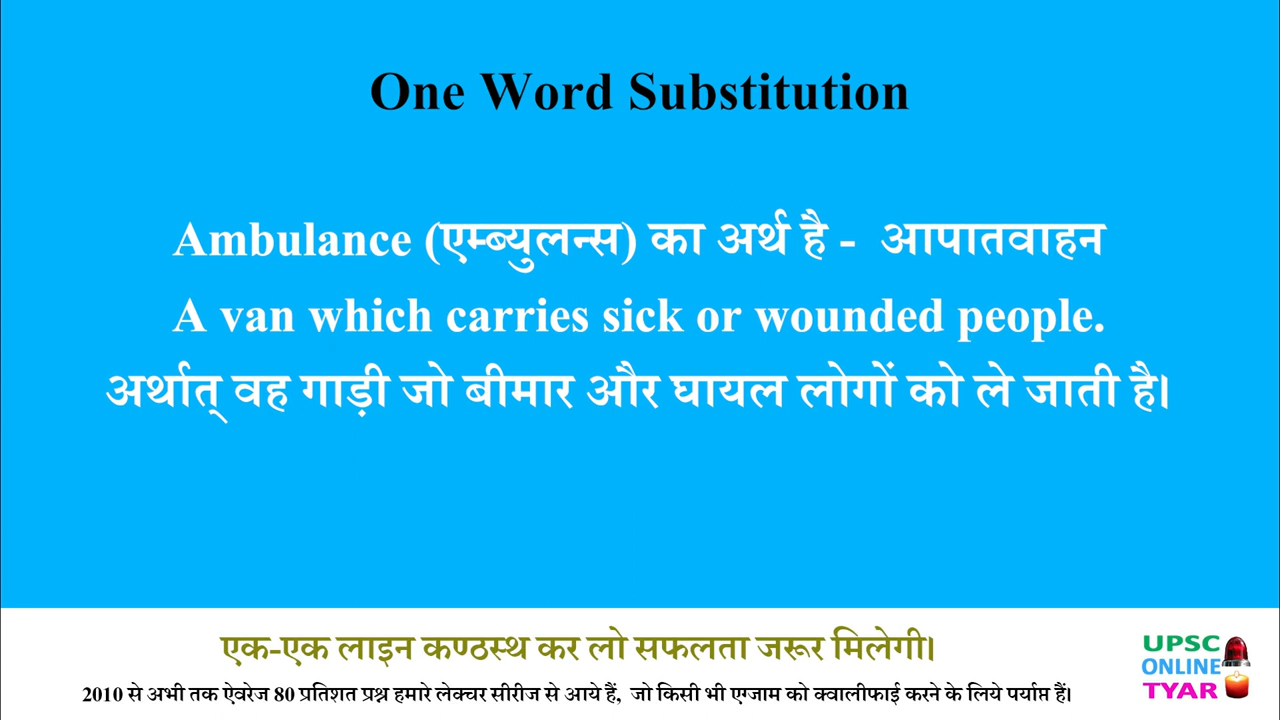 One Word Substitution
Ambulance (एम्ब्युलन्स) का अर्थ है - आपातवाहन
A van which carries sick or wounded people.
अर्थात् वह गाड़ी जो बीमार और घायल लोगों को ले जाती है।
एक-एक लाइन कण्ठस्थ कर लो सफलता जरूर मिलेगी।
2010 से अभी तक ऐवरेज 80 प्रतिशत प्रश्न हमारे लेक्चर सीरीज से आये हैं, जो किसी भी एग्जाम को क्वालीफाई करने के लिये पर्याप्त हैं।
UPSC
ONLINE
TYAR